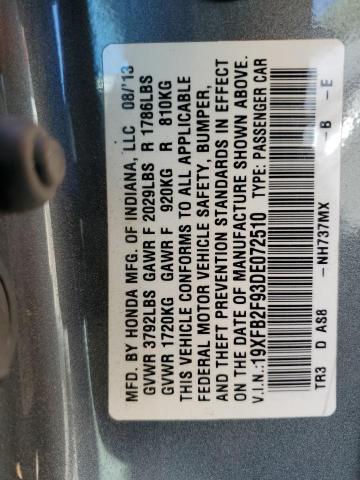 MFD. BY HONDA MFG. OF INDIANA, LLC 08/'13
GVWR 3792LBS GAWR F 2029LBS R 1786LBS
GVWR 1720KG GAWR F 920KG R 810KG
THIS VEHICLE CONFORMS TO ALL APPLICABLE
FEDERAL MOTOR VEHICLE SAFETY, BUMPER,
AND THEFT PREVENTION STANDARDS IN EFFECT
ON THE DATE OF MANUFACTURE SHOWN ABOVE.
V.I.N.:19XFB2F93DE072510 TYPE: PASSENGER CAR
-NH737MX
TR3 D AS8 -B -E